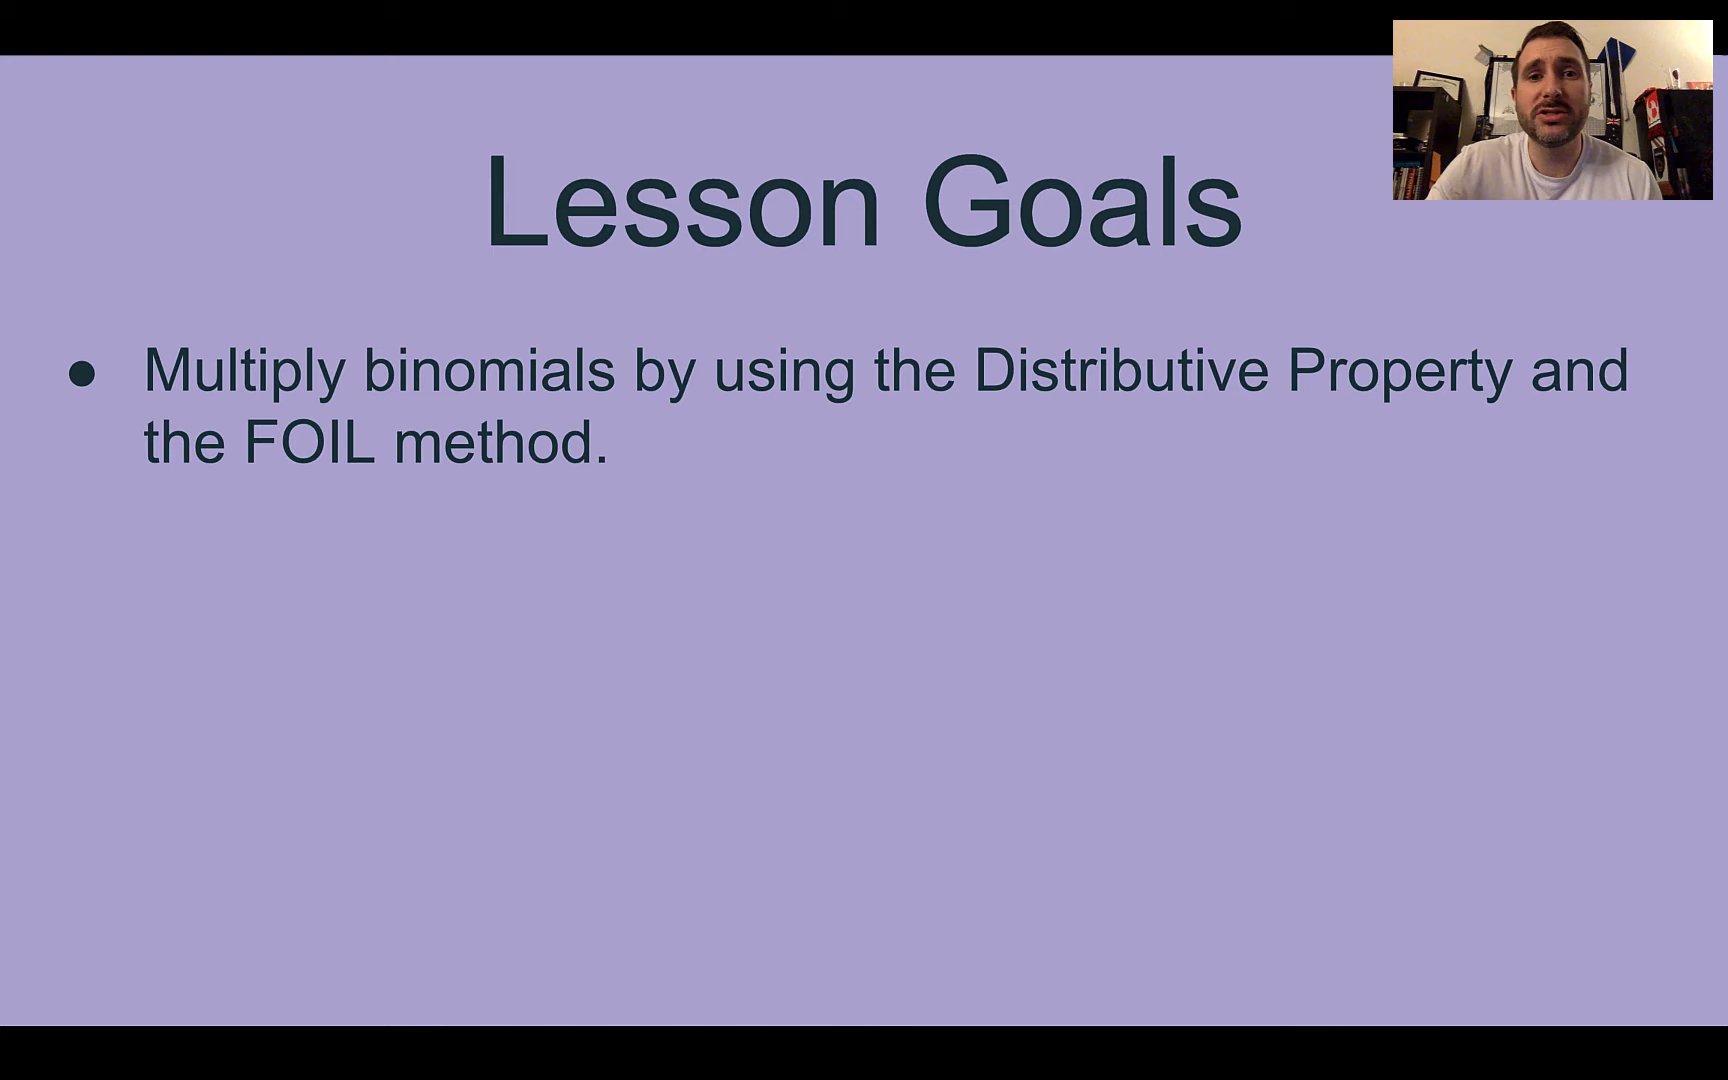 Lesson Goals
● Multiply binomials by using the Distributive Property and
the FOIL method.